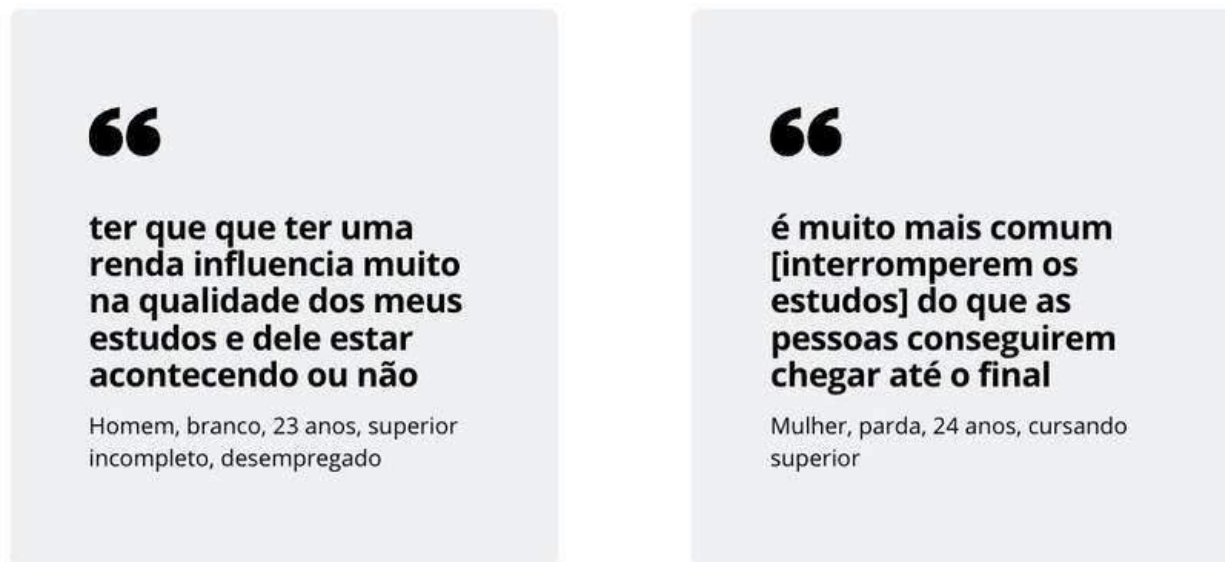 “
ter que que ter uma
renda influencia muito
na qualidade dos meus
estudos e dele estar
acontecendo ou não
Homem, branco, 23 anos, superior
incompleto, desempregado
“
é muito mais comum
[interromperem os
estudos] do que as
pessoas conseguirem
chegar até o final
Mulher, parda, 24 anos, cursando
superior